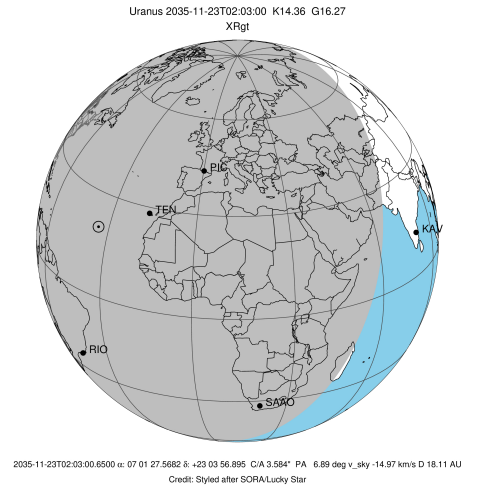 Uranus 2035-11-23T02:03:00 K14.36 G16.27
XRgt
PIC
TEN
KAV
RIO
SAAO
2035-11-23T02:03:00.6500 α: 07 01 27.5682 δ: +23 03 56.895 C/A 3.584" PA 6.89 deg v_sky -14.97 km/s D 18.11 AU
Credit: Styled after SORA/Lucky Star